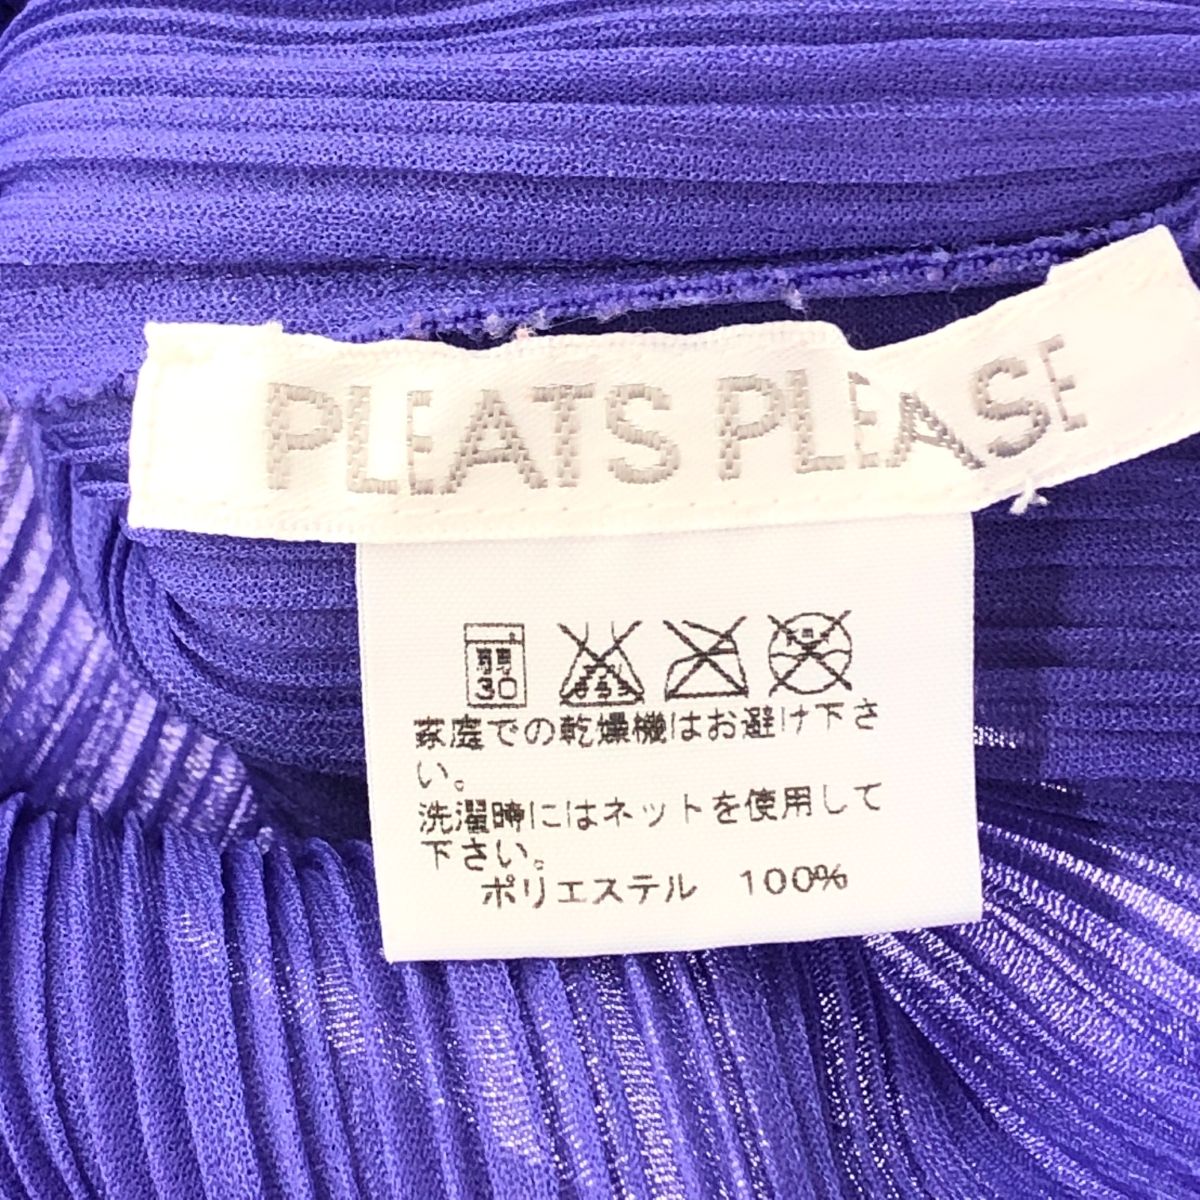 PLEATS PLEASE
弱
30
家庭での乾燥機はお避け下さ
い。
洗濯時にはネットを使用して
下さい。
ポリエステル 100%